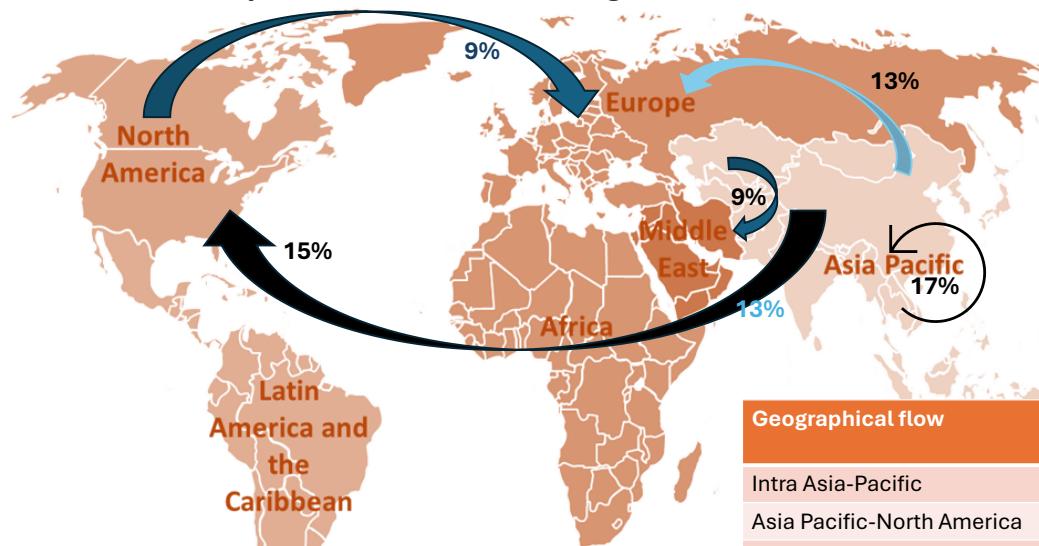 9%
13%
Europe
North
America
9%
Middle
East
15%
Asia Pacific
17%
13%
Africa
Latin
America and
the
Caribbean
Geographical flow
Intra Asia-Pacific
Asia Pacific-North America